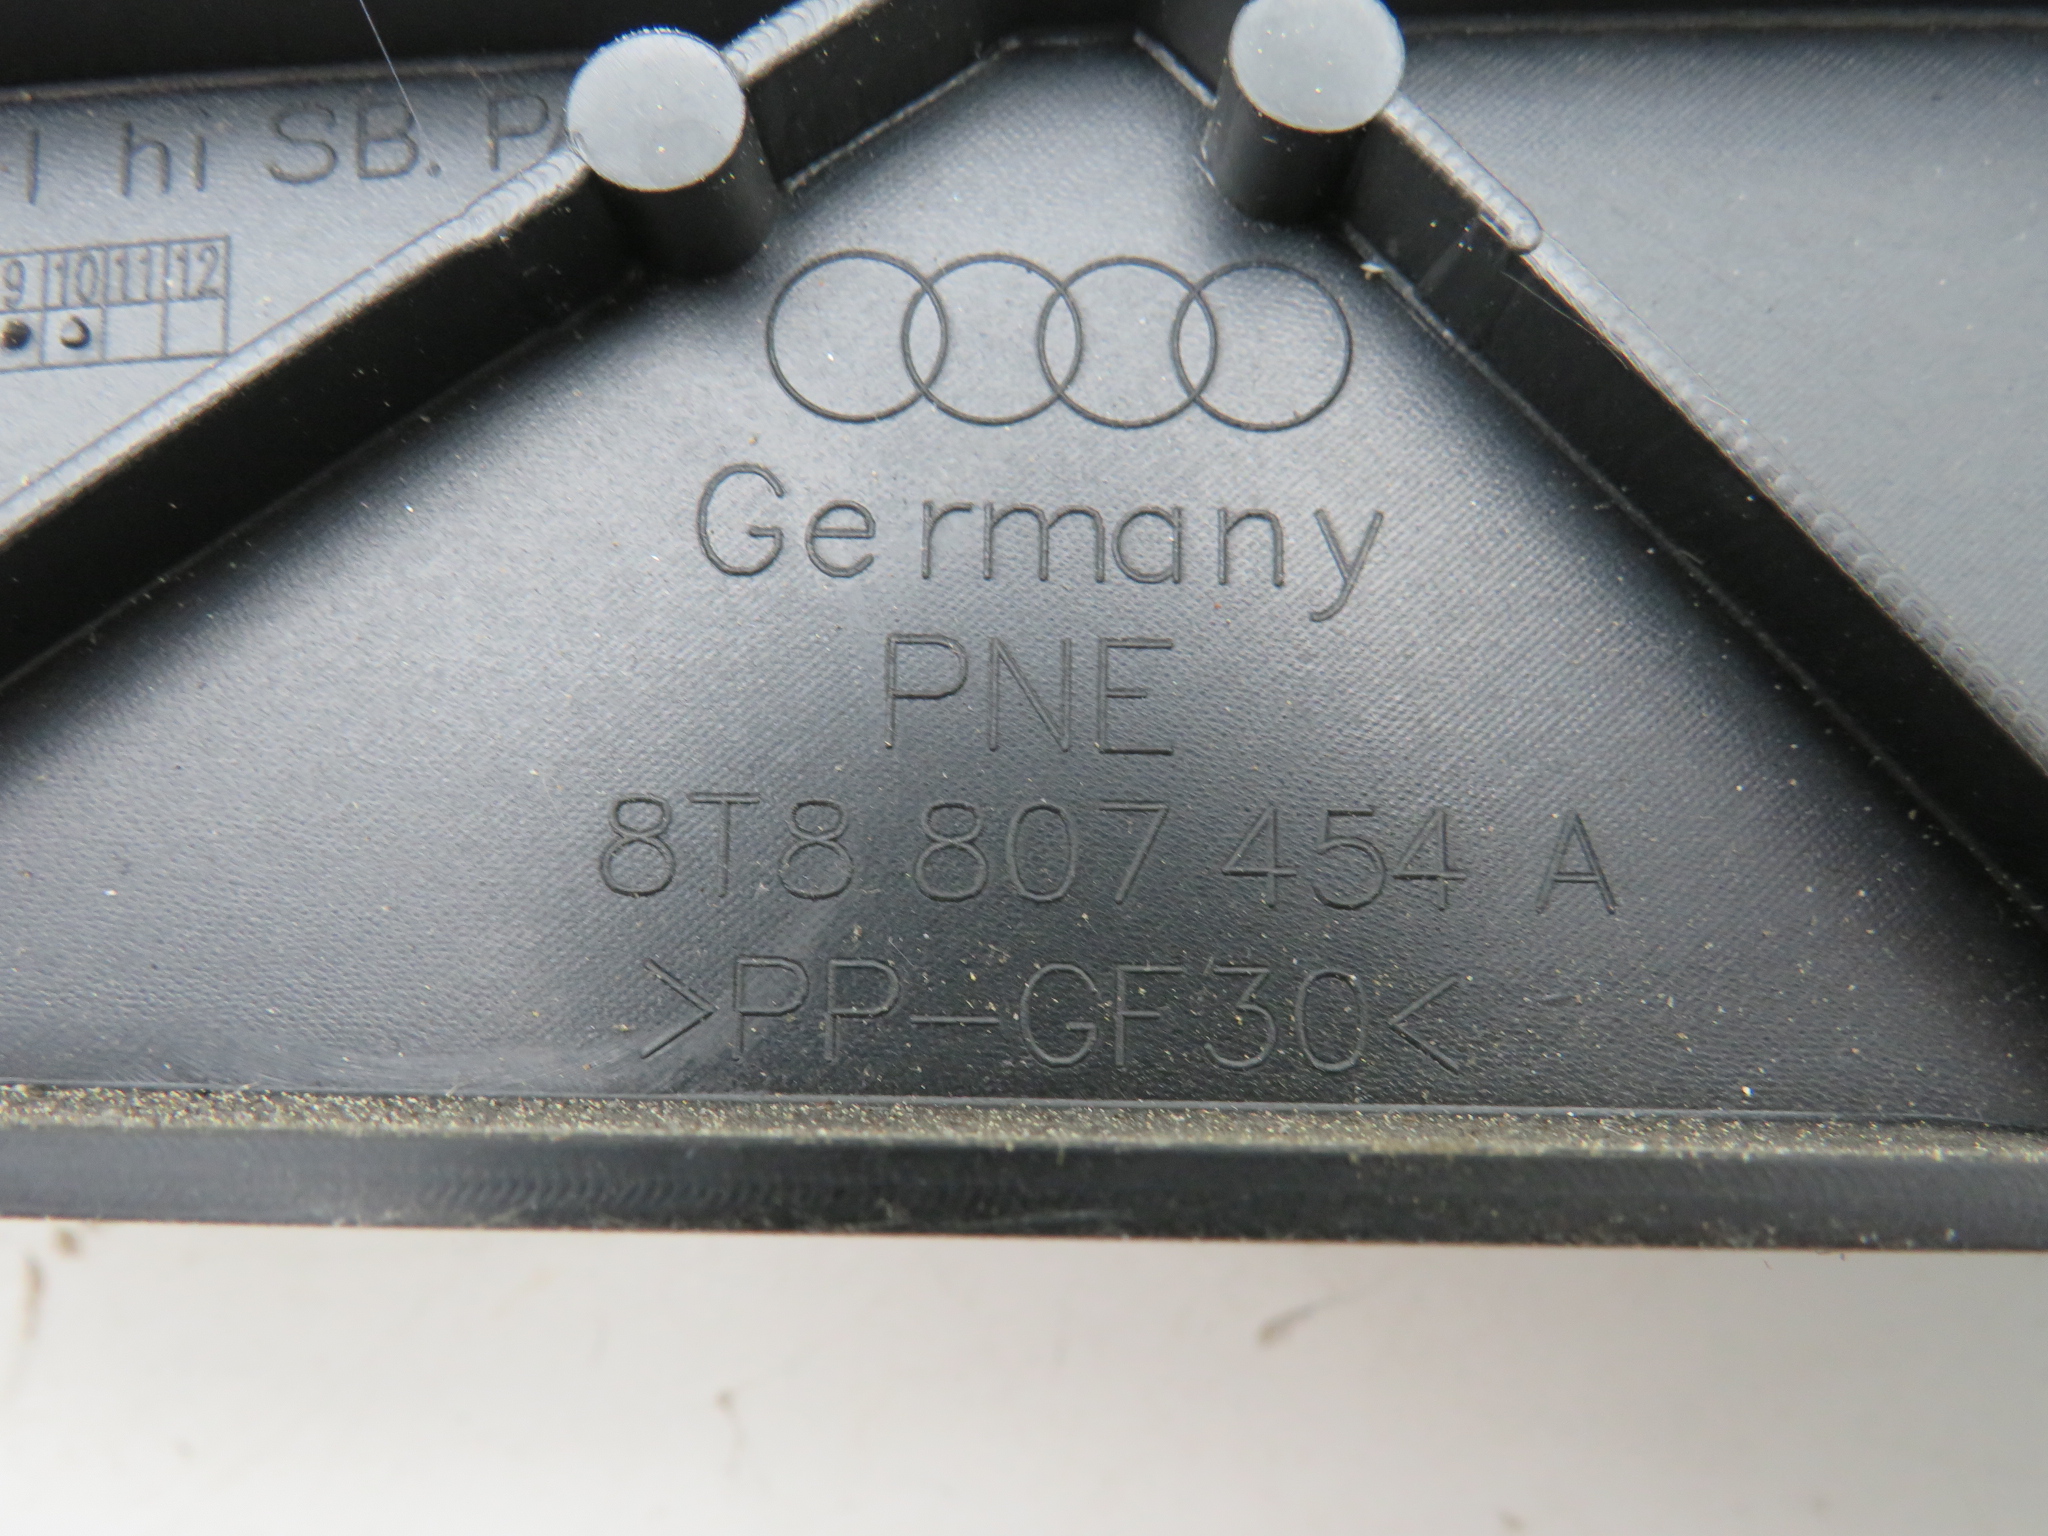 hi SB.
9 10 11 12
Germany
PNE
8T8 807 454 A
>PP-GF30<